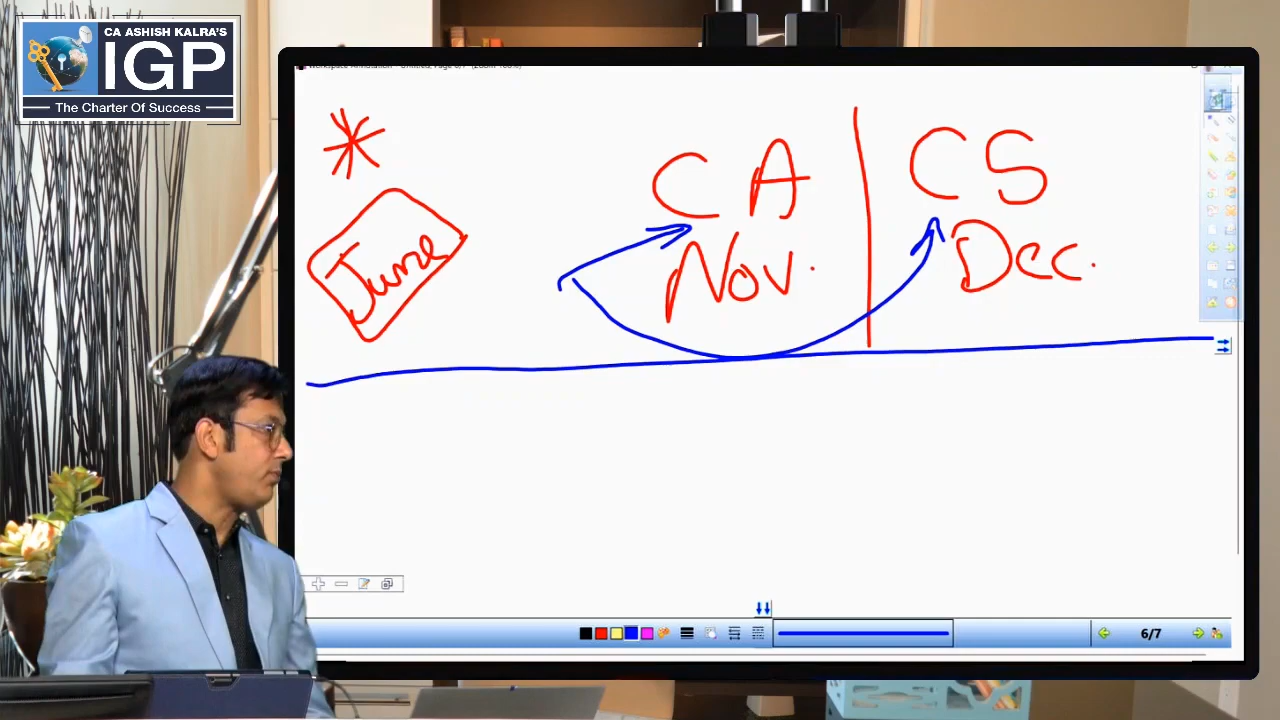 CA ASHISH KALRA'S
IGP
The Charter Of Success
CA
CS
June
Nov.
Dec.
6/7